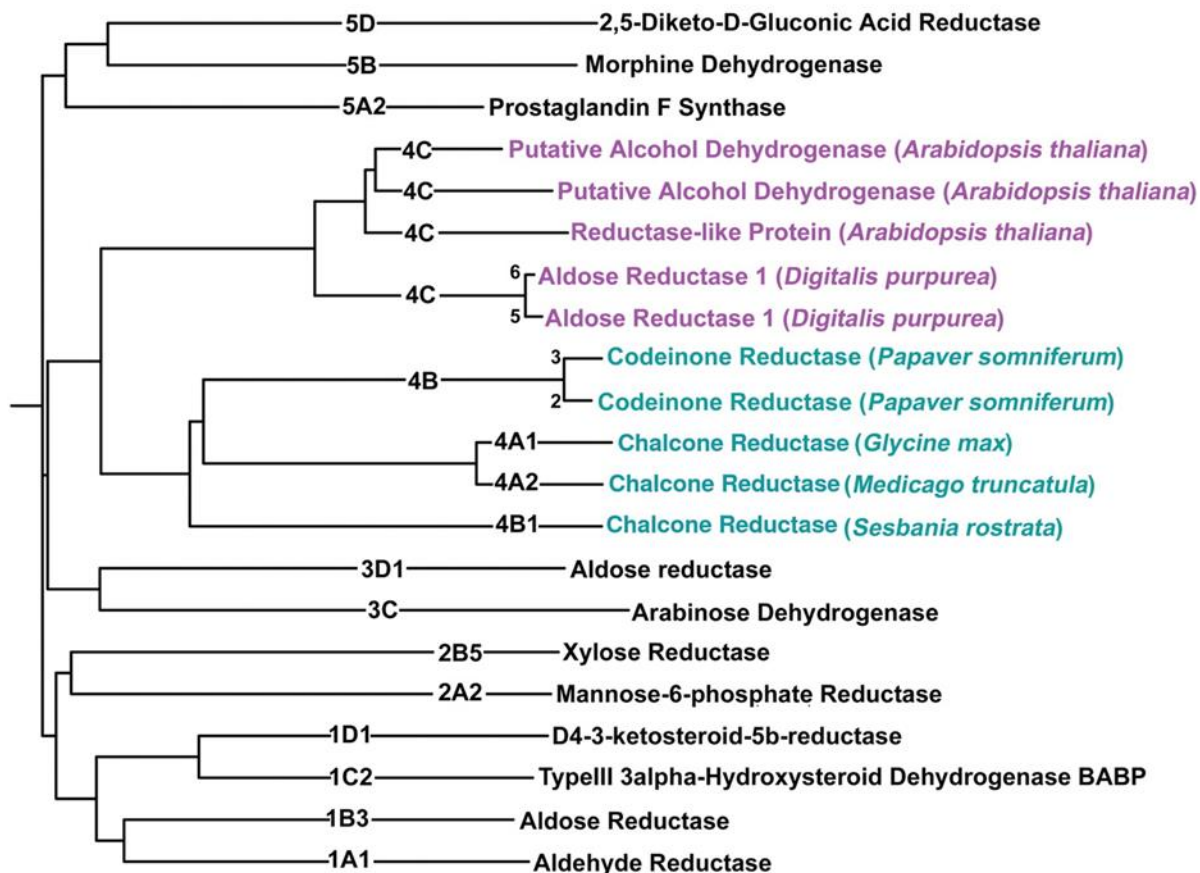 5D 2,5-Diketo-D-Gluconic Acid Reductase
5B Morphine Dehydrogenase
5A2 Prostaglandin F Synthase
4C Putative Alcohol Dehydrogenase (Arabidopsis thaliana)
4C Putative Alcohol Dehydrogenase (Arabidopsis thaliana)
4C Reductase-like Protein (Arabidopsis thaliana)
6 Aldose Reductase 1 (Digitalis purpurea)
4C
5 Aldose Reductase 1 (Digitalis purpurea)
3 Codeinone Reductase (Papaver somniferum)
4B
2 Codeinone Reductase (Papaver somniferum)
4A1 Chalcone Reductase (Glycine max)
4A2 Chalcone Reductase (Medicago truncatula)
4B1 Chalcone Reductase (Sesbania rostrata)
3D1 Aldose reductase
3C Arabinose Dehydrogenase
2B5 Xylose Reductase
2A2 Mannose-6-phosphate Reductase
1D1 D4-3-ketosteroid-5b-reductase
1C2 TypeIII 3alpha-Hydroxysteroid Dehydrogenase BABP
1B3 Aldose Reductase
1A1 Aldehyde Reductase